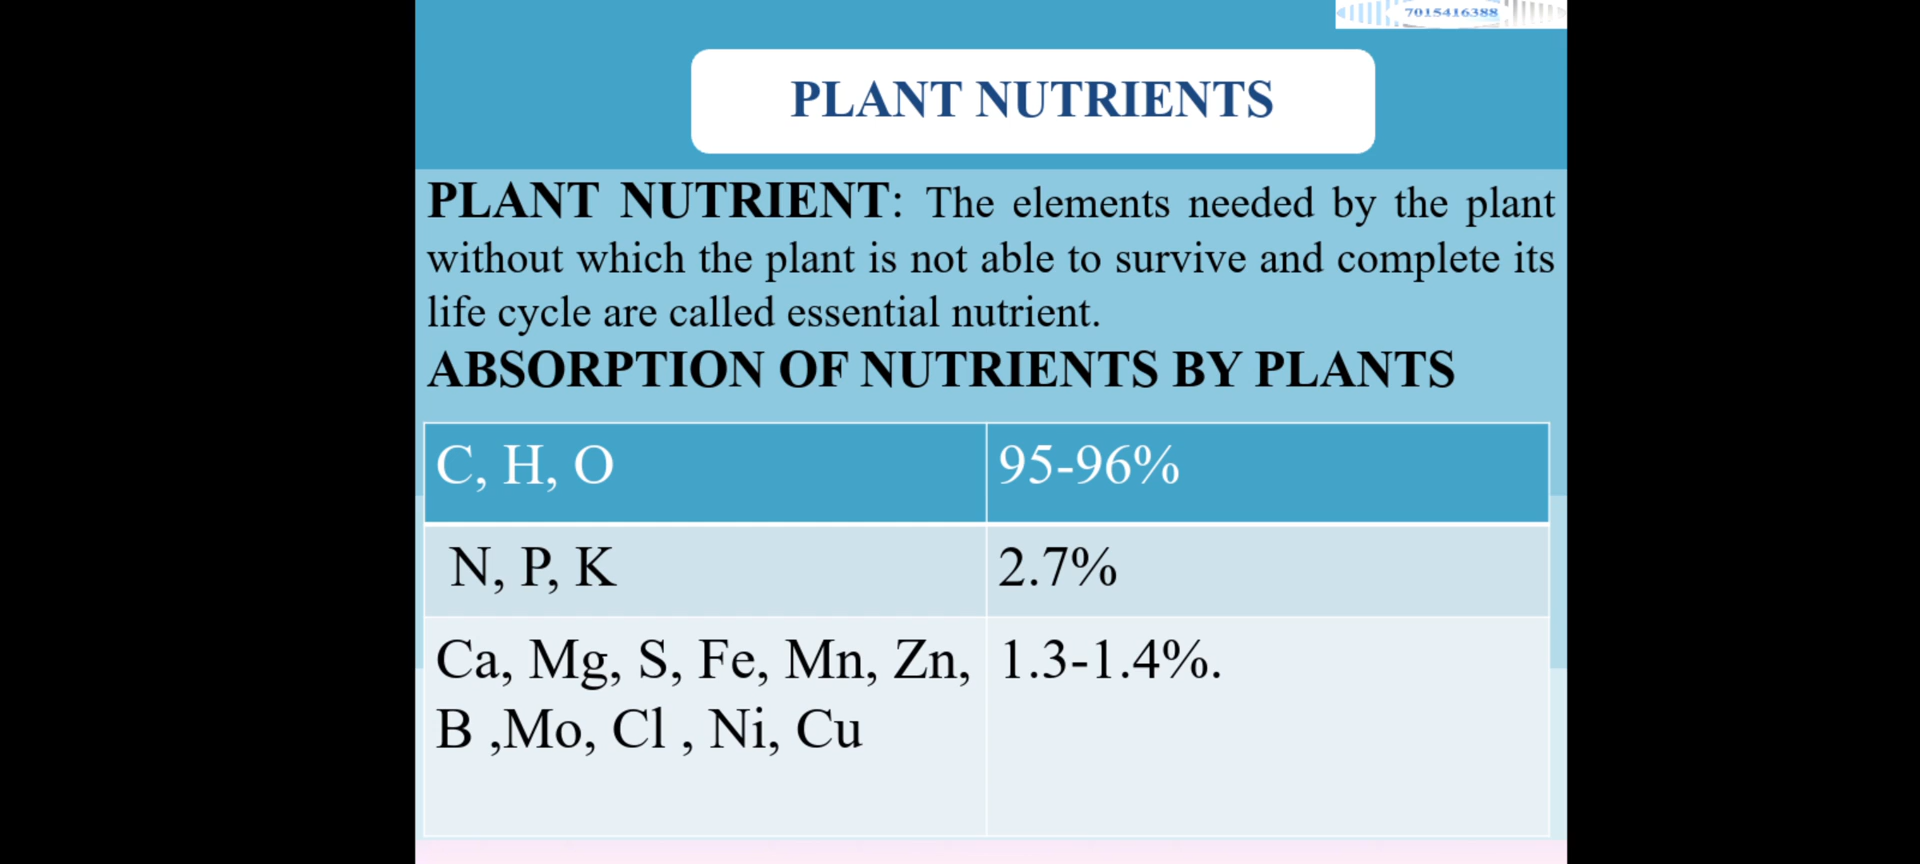 7015416388
PLANT NUTRIENTS
PLANT NUTRIENT: The elements needed by the plant
without which the plant is not able to survive and complete its
life cycle are called essential nutrient.
ABSORPTION OF NUTRIENTS BY PLANTS
C, H, O 95-96%
N, P, K 2.7%
Ca, Mg, S, Fe, Mn, Zn, 1.3-1.4%.
B ,Mo, Cl , Ni, Cu